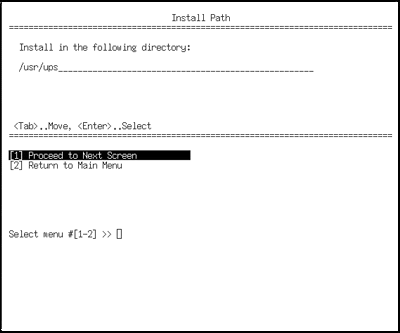 Install Path
================================================================================
Install in the following directory:
/usr/ups_____________________________________________________
<Tab>..Move, <Enter>..Select
================================================================================
[1] Proceed to Next Screen
[2] Return to Main Menu
Select menu #[1-2] >>